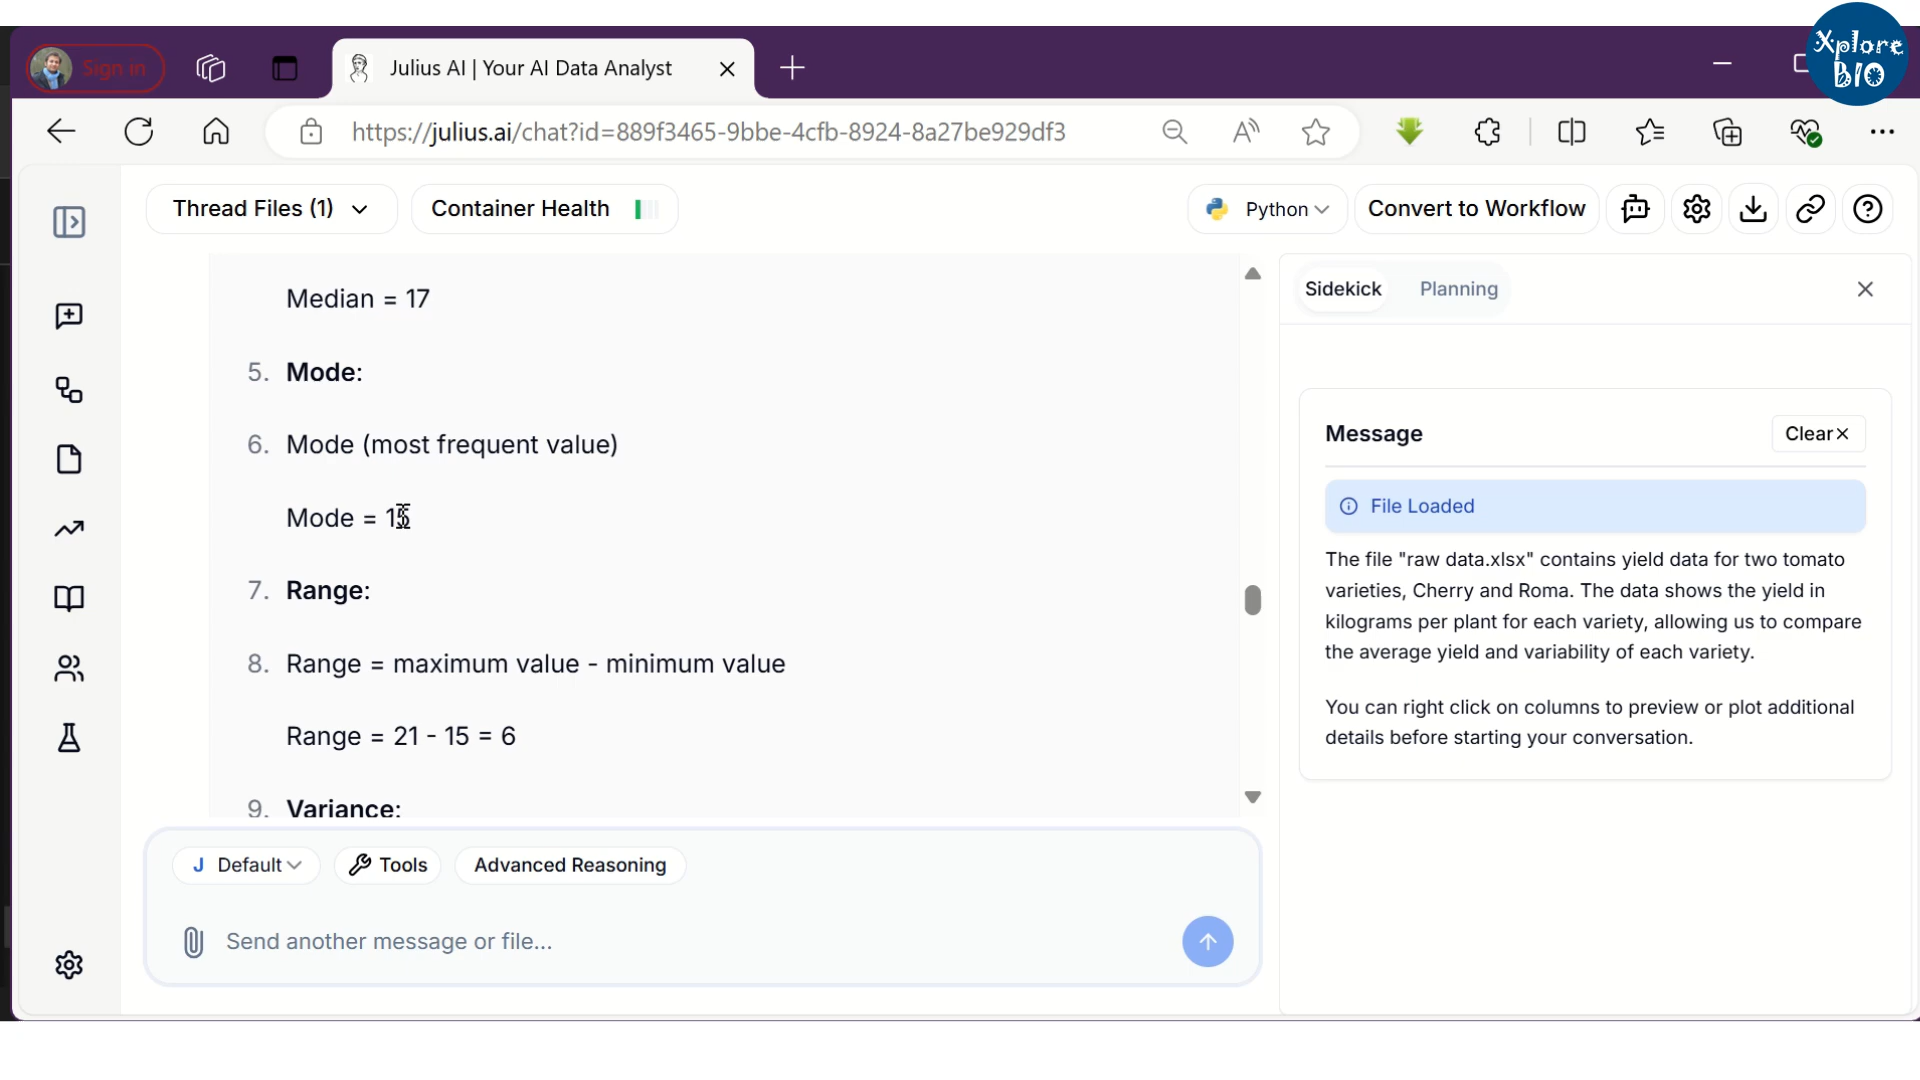 Xplore
BIO
Sign in
Julius AI | Your AI Data Analyst
https://julius.ai/chat?id=889f3465-9bbe-4cfb-8924-8a27be929df3
Thread Files (1)
Container Health
Python
Convert to Workflow
Median = 17
5. Mode:
6. Mode (most frequent value)
Mode = 15
7. Range:
8. Range = maximum value - minimum value
Range = 21 - 15 = 6
9. Variance:
J Default
Tools
Advanced Reasoning
Send another message or file...
Sidekick
Planning
Message
Clear
File Loaded
The file "raw data.xlsx" contains yield data for two tomato
varieties, Cherry and Roma. The data shows the yield in
kilograms per plant for each variety, allowing us to compare
the average yield and variability of each variety.
You can right click on columns to preview or plot additional
details before starting your conversation.